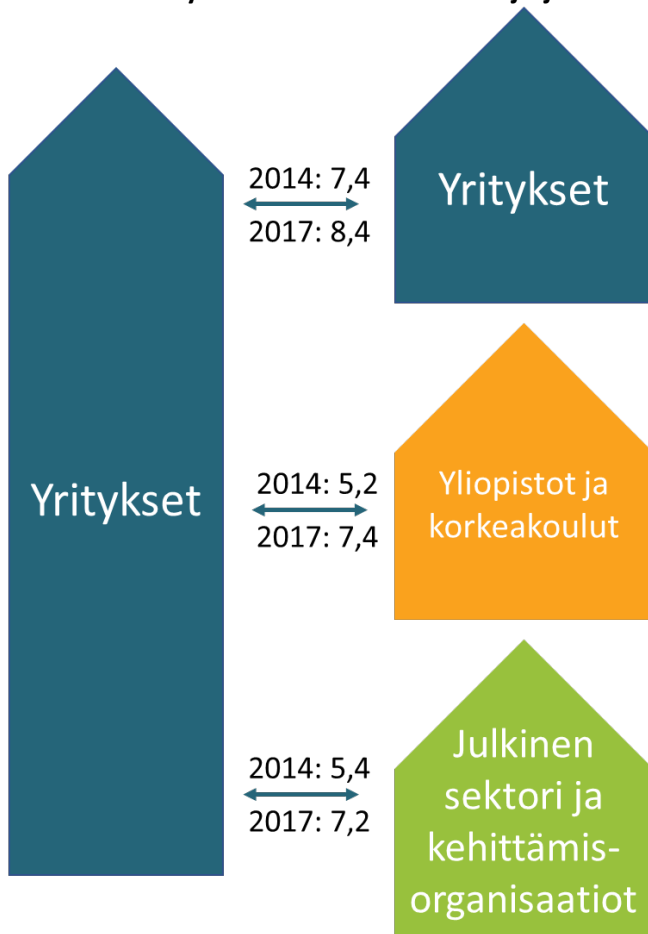 Yritykset
2014: 7,4
2017: 8,4
Yritykset
2014: 5,2
2017: 7,4
Yliopistot ja
korkeakoulut
2014: 5,4
2017: 7,2
Julkinen
sektori ja
kehittämis-
organisaatiot